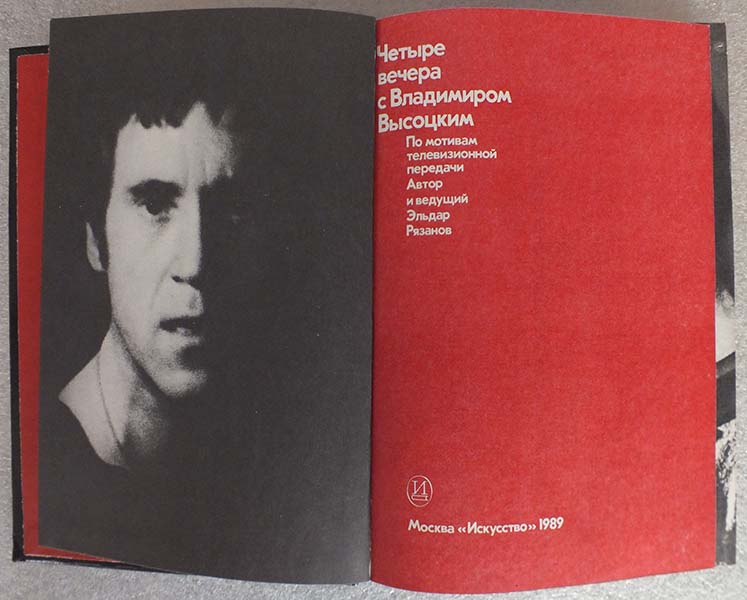 Четыре
вечера
с Владимиром
Высоцким
По мотивам
телевизионной
передачи
Автор
и ведущий
Эльдар
Рязанов
И
Москва «Искусство» 1989